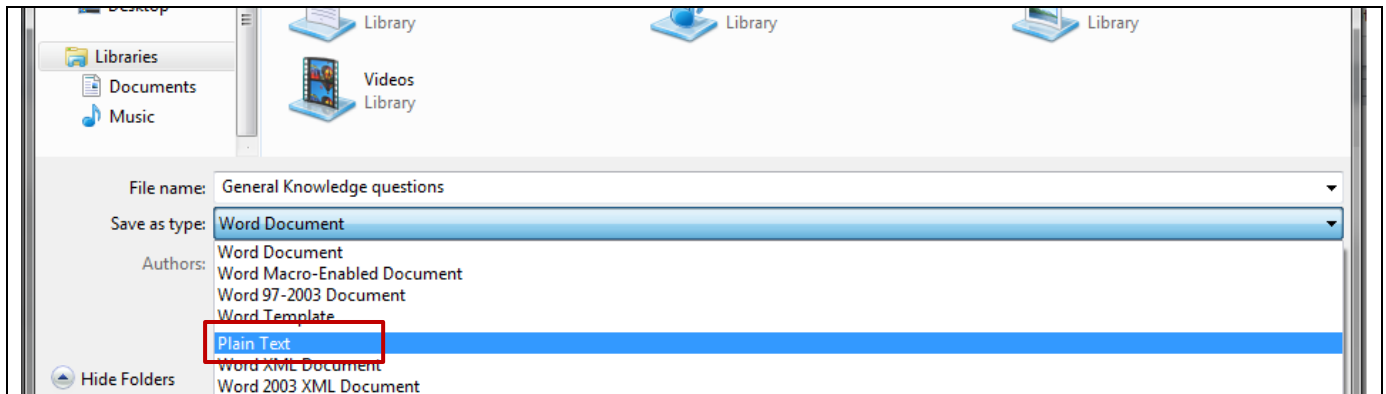 Desktop
Library Library Library
Libraries
Documents
Music
Videos
Library
File name: General Knowledge questions
Save as type: Word Document
Authors:
Word Document
Word Macro-Enabled Document
Word 97-2003 Document
Word Template
Plain Text
Word XML Document
Word 2003 XML Document
Hide Folders